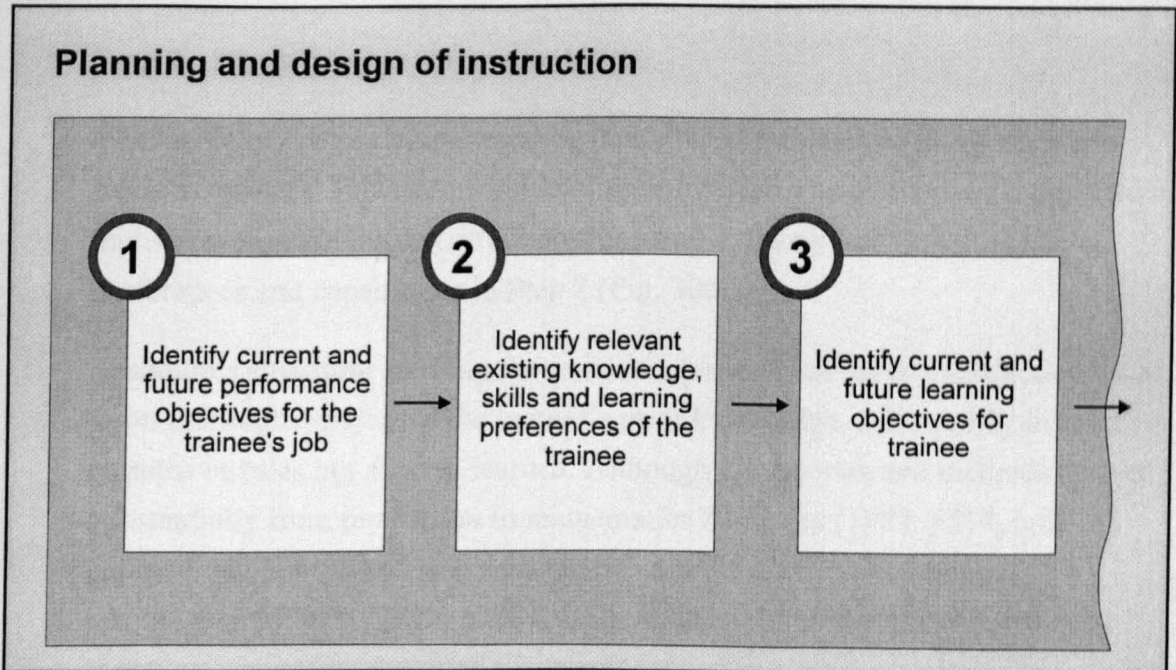 Planning and design of instruction
1
Identify current and
future performance
objectives for the
trainee's job
2
Identify relevant
existing knowledge,
skills and learning
preferences of the
trainee
3
Identify current and
future learning
objectives for
trainee